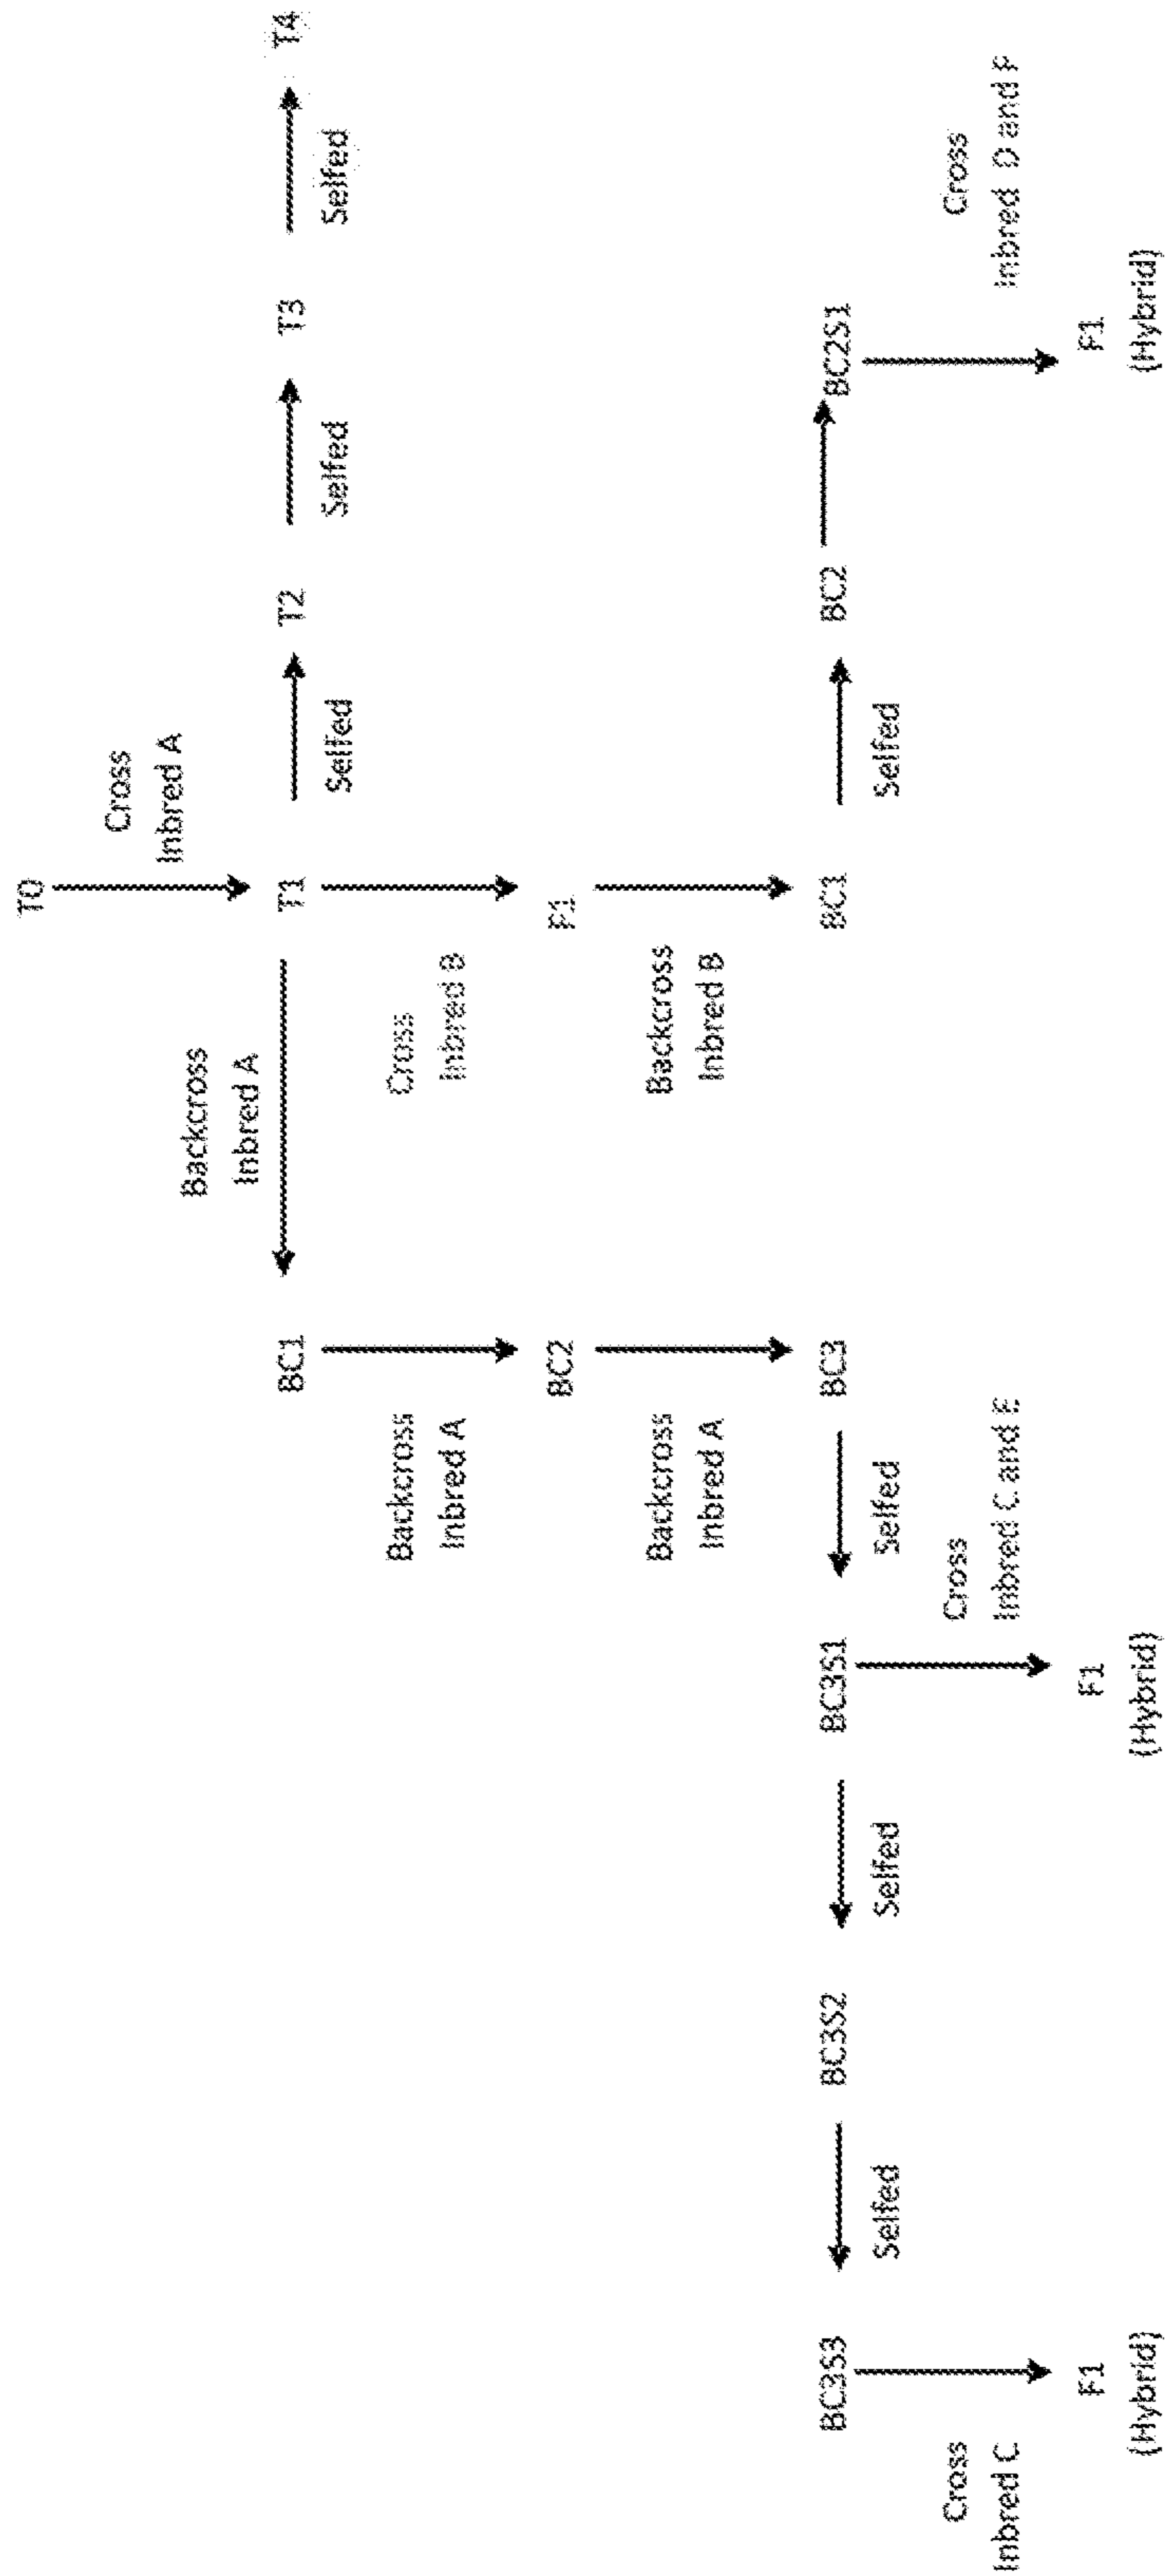 T0
Cross
Inbred A
Backcross
Inbred A
BC1
T1
T2
T3
T4
Selfed
Selfed
Selfed
Backcross
Inbred A
Cross
Inbred B
BC2
F1
Backcross
Inbred A
Backcross
Inbred B
BC3S3
BC3S2
BC3S1
BC3
BC1
BC2
BC2S1
Selfed
Selfed
Selfed
Selfed
Cross
Inbred C
Cross
Inbred C and E
Cross
Inbred D and F
F1
(Hybrid)
F1
(Hybrid)
F1
(Hybrid)